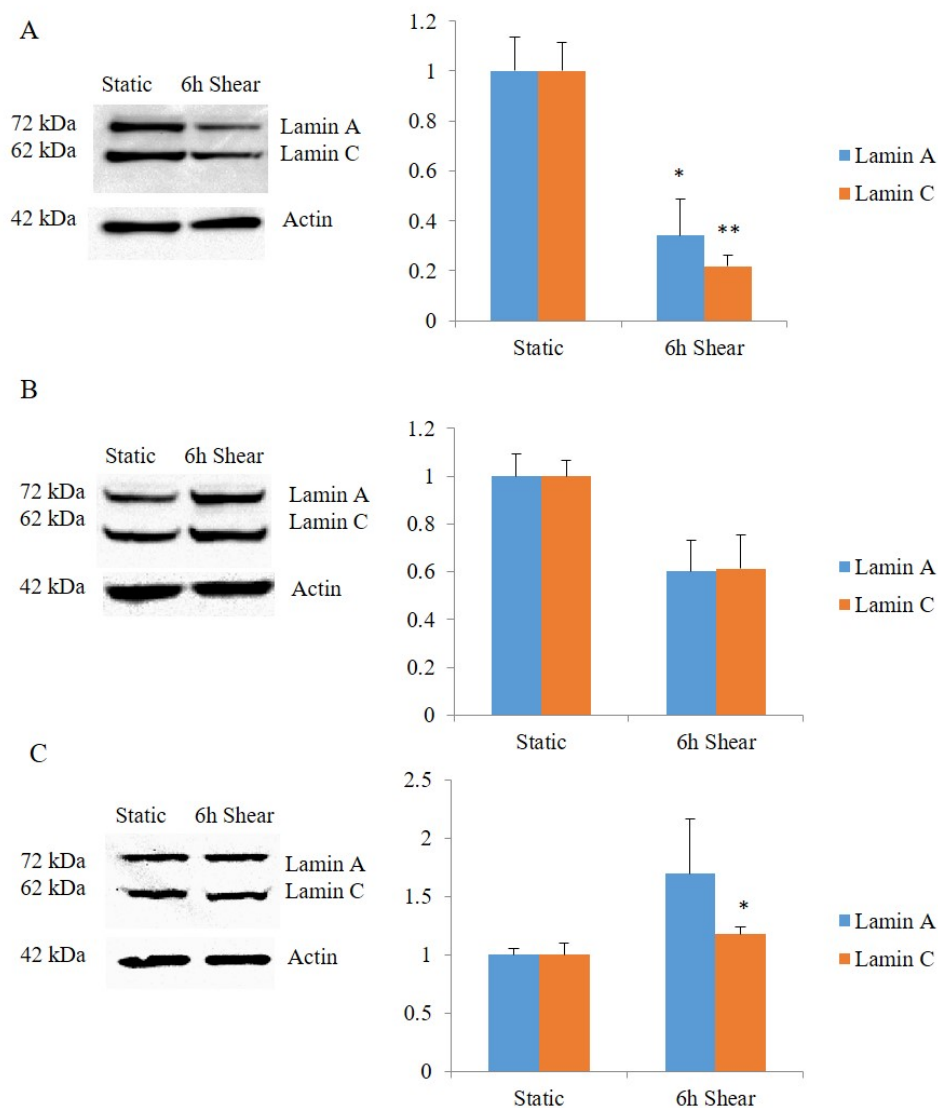 A
Static 6h Shear
72 kDa Lamin A
62 kDa Lamin C
42 kDa Actin
1.2
1
0.8
0.6
0.4
0.2
0
*
**
Static 6h Shear
Lamin A
Lamin C
B
Static 6h Shear
72 kDa Lamin A
62 kDa Lamin C
42 kDa Actin
1.2
1
0.8
0.6
0.4
0.2
0
Static 6h Shear
Lamin A
Lamin C
C
Static 6h Shear
72 kDa Lamin A
62 kDa Lamin C
42 kDa Actin
2.5
2
1.5
1
0.5
0
*
Static 6h Shear
Lamin A
Lamin C